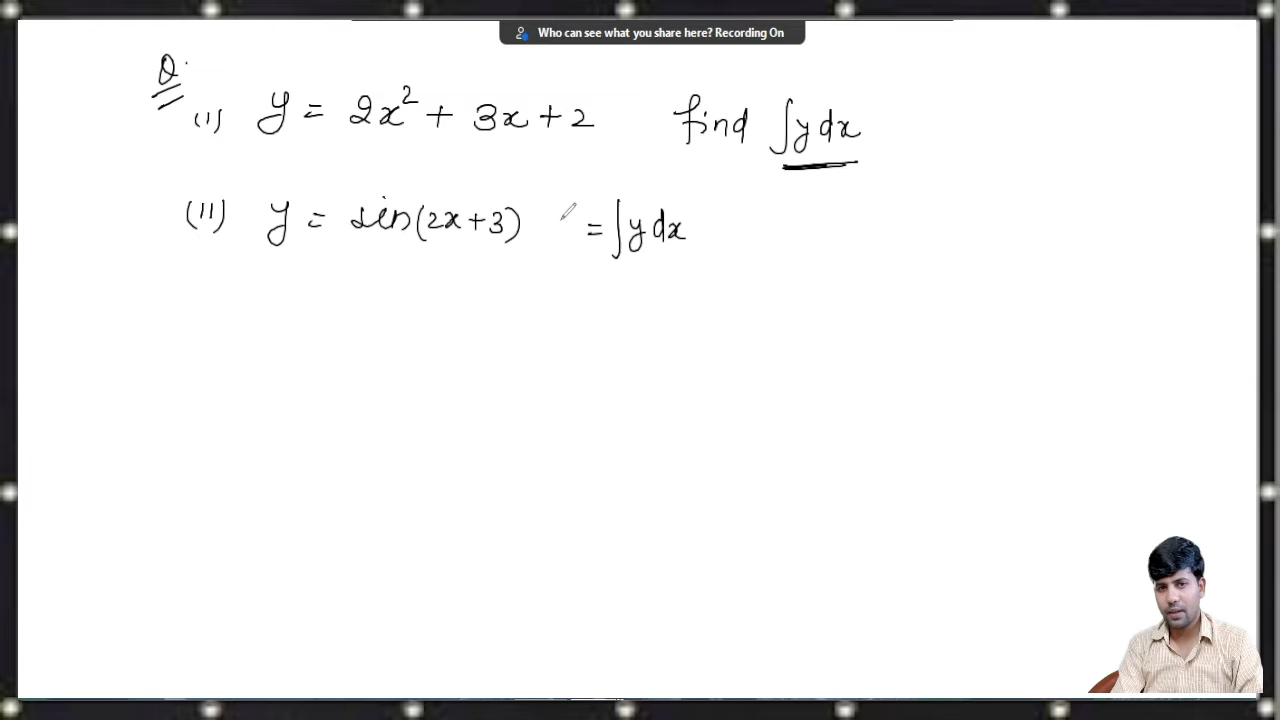 Who can see what you share here? Recording On
Q.
(i) y = 2x² + 3x + 2 find ∫y dx
(ii) y = sin(2x+3) = ∫y dx